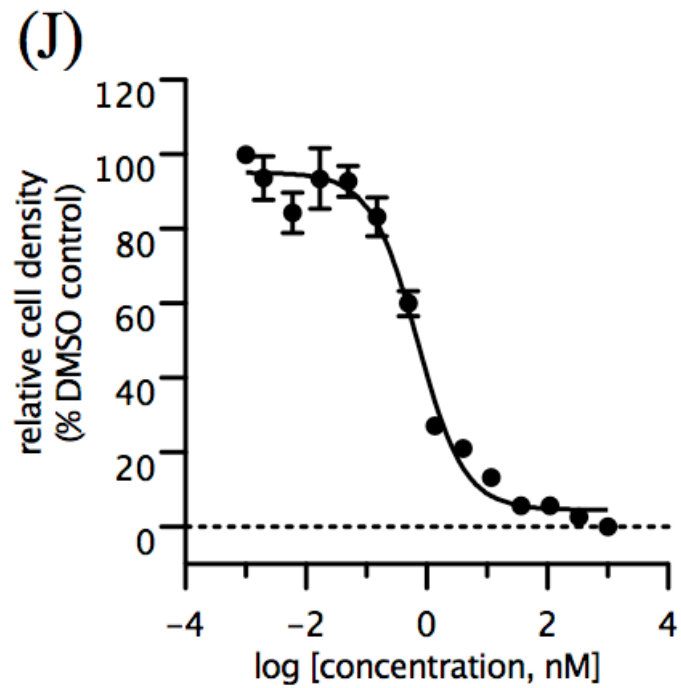 (J)
120
100
80
60
40
20
0
relative cell density
(% DMSO control)
−4 −2 0 2 4
log [concentration, nM]